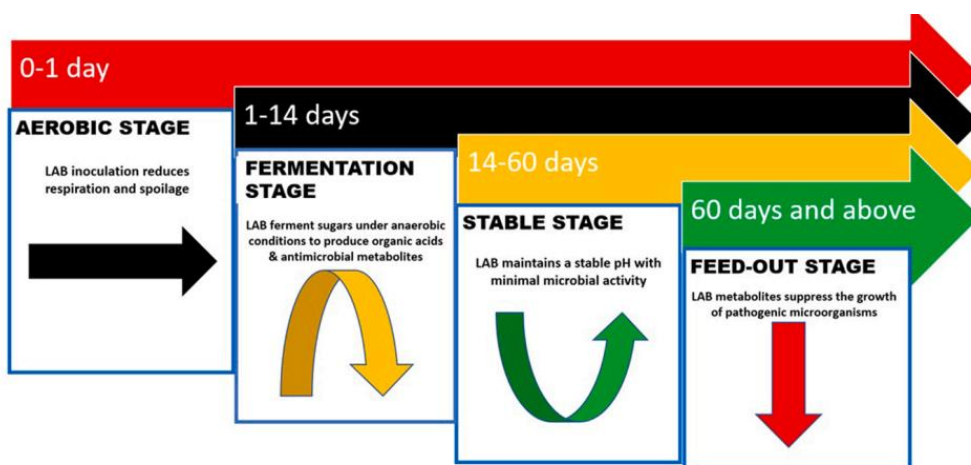 0-1 day
AEROBIC STAGE
LAB inoculation reduces
respiration and spoilage
1-14 days
FERMENTATION
STAGE
LAB ferment sugars under anaerobic
conditions to produce organic acids
& antimicrobial metabolites
14-60 days
STABLE STAGE
LAB maintains a stable pH with
minimal microbial activity
60 days and above
FEED-OUT STAGE
LAB metabolites suppress the growth
of pathogenic microorganisms